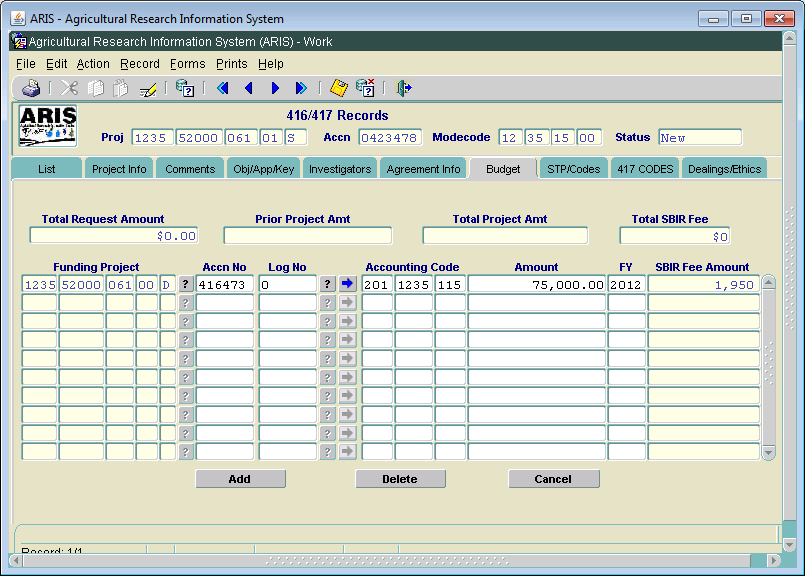 ARIS - Agricultural Research Information System
Agricultural Research Information System (ARIS) - Work
File Edit Action Record Forms Prints Help
ARIS
416/417 Records
Proj 1235 52000 061 01 S Accn 0423478 Modecode 12 35 15 00 Status New
List Project Info Comments Obj/App/Key Investigators Agreement Info Budget STP/Codes 417 CODES Dealings/Ethics
Total Request Amount Prior Project Amt Total Project Amt Total SBIR Fee
$0.00 $0
Funding Project Accn No Log No Accounting Code Amount FY SBIR Fee Amount
1235 52000 061 00 D ? 416473 0 ? 201 1235 115 75,000.00 2012 1,950
? ?
? ?
? ?
? ?
? ?
? ?
? ?
? ?
? ?
Add Delete Cancel
Record: 1/1